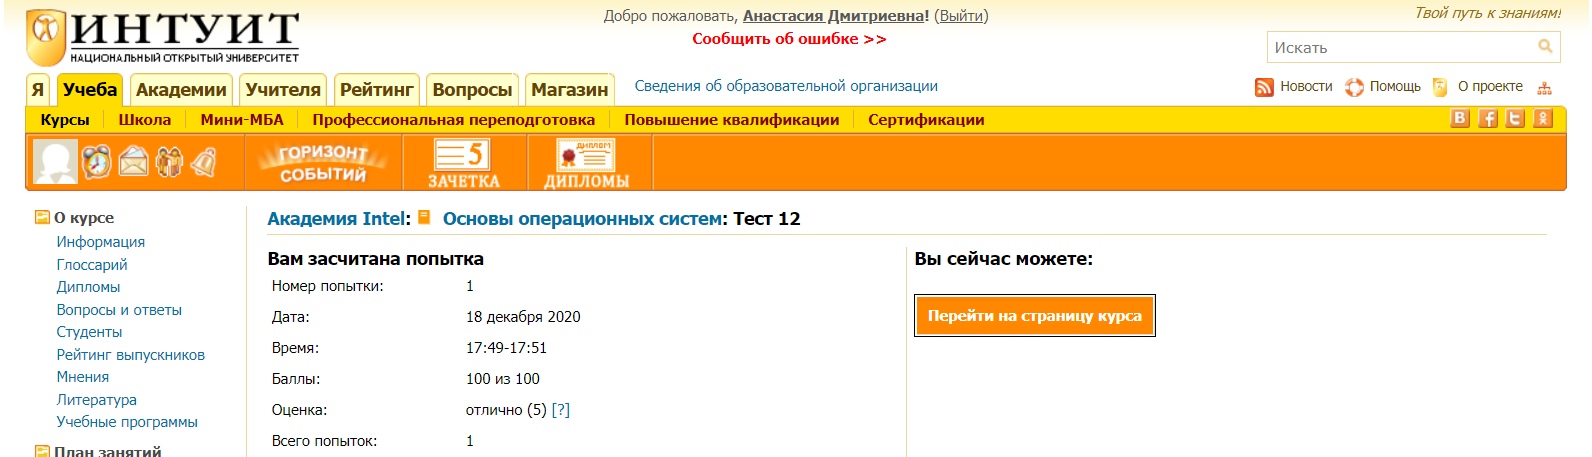 ИНТУИТ
НАЦИОНАЛЬНЫЙ ОТКРЫТЫЙ УНИВЕРСИТЕТ
Добро пожаловать, Анастасия Дмитриевна! (Выйти)
Сообщить об ошибке >>
Твой путь к знаниям!
Искать
Я Учеба Академии Учителя Рейтинг Вопросы Магазин Сведения об образовательной организации Новости Помощь О проекте
Курсы Школа Мини-МБА Профессиональная переподготовка Повышение квалификации Сертификации
ГОРИЗОНТ СОБЫТИЙ
5 ЗАЧЕТКА
ДИПЛОМ ДИПЛОМЫ
О курсе
Информация
Глоссарий
Дипломы
Вопросы и ответы
Студенты
Рейтинг выпускников
Мнения
Литература
Учебные программы
План занятий
Академия Intel: Основы операционных систем: Тест 12
Вам засчитана попытка
Номер попытки: 1
Дата: 18 декабря 2020
Время: 17:49-17:51
Баллы: 100 из 100
Оценка: отлично (5) [?]
Всего попыток: 1
Вы сейчас можете:
Перейти на страницу курса